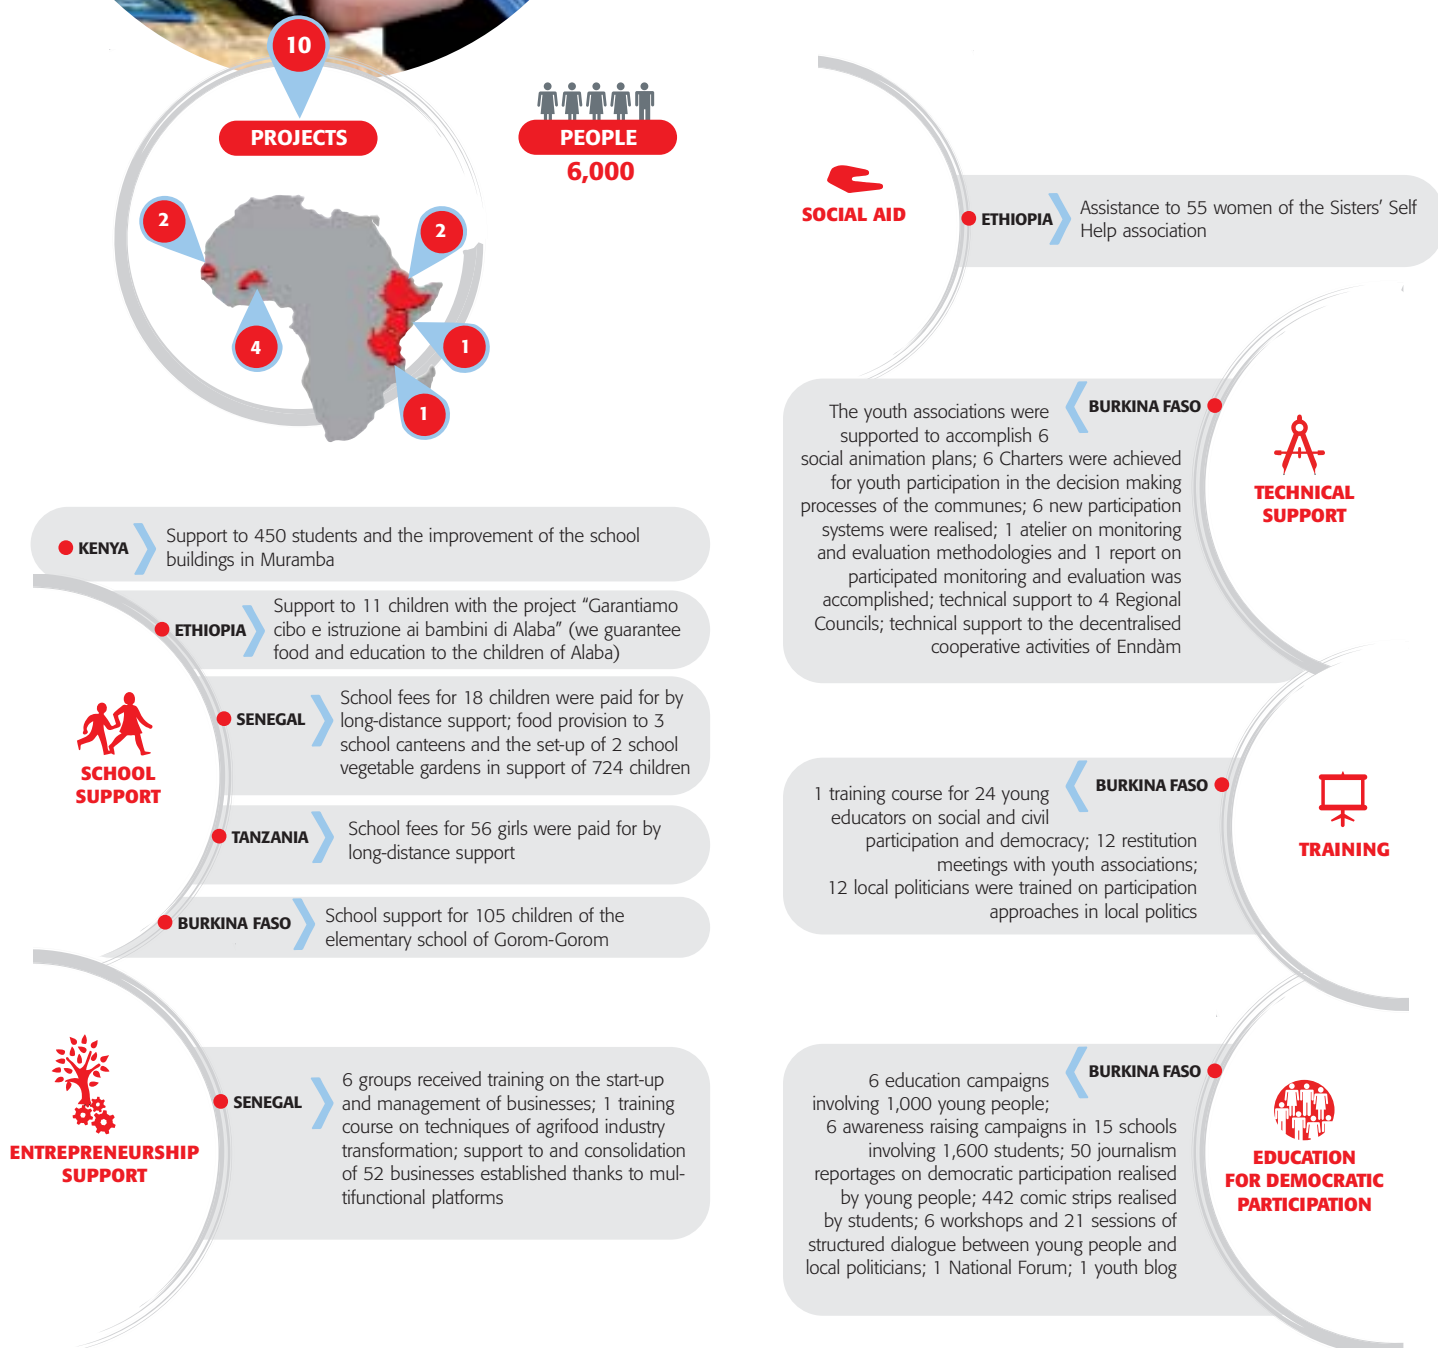 10
PROJECTS
PEOPLE
6,000
2
2
4
1
1
KENYA
Support to 450 students and the improvement of the school
buildings in Muramba
ETHIOPIA
Support to 11 children with the project “Garantiamo
cibo e istruzione ai bambini di Alaba” (we guarantee
food and education to the children of Alaba)
SCHOOL
SUPPORT
SENEGAL
School fees for 18 children were paid for by
long-distance support; food provision to 3
school canteens and the set-up of 2 school
vegetable gardens in support of 724 children
TANZANIA
School fees for 56 girls were paid for by
long-distance support
BURKINA FASO
School support for 105 children of the
elementary school of Gorom-Gorom
ENTREPRENEURSHIP
SUPPORT
SENEGAL
6 groups received training on the start-up
and management of businesses; 1 training
course on techniques of agrifood industry
transformation; support to and consolidation
of 52 businesses established thanks to mul-
tifunctional platforms
SOCIAL AID
ETHIOPIA
Assistance to 55 women of the Sisters’ Self
Help association
BURKINA FASO
TECHNICAL
SUPPORT
The youth associations were
supported to accomplish 6
social animation plans; 6 Charters were achieved
for youth participation in the decision making
processes of the communes; 6 new participation
systems were realised; 1 atelier on monitoring
and evaluation methodologies and 1 report on
participated monitoring and evaluation was
accomplished; technical support to 4 Regional
Councils; technical support to the decentralised
cooperative activities of Enndàm
BURKINA FASO
TRAINING
1 training course for 24 young
educators on social and civil
participation and democracy; 12 restitution
meetings with youth associations;
12 local politicians were trained on participation
approaches in local politics
BURKINA FASO
EDUCATION
FOR DEMOCRATIC
PARTICIPATION
6 education campaigns
involving 1,000 young people;
6 awareness raising campaigns in 15 schools
involving 1,600 students; 50 journalism
reportages on democratic participation realised
by young people; 442 comic strips realised
by students; 6 workshops and 21 sessions of
structured dialogue between young people and
local politicians; 1 National Forum; 1 youth blog